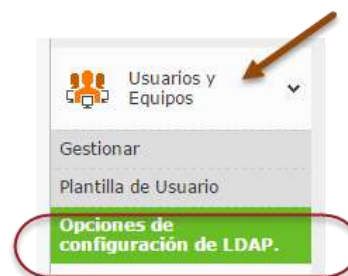 Usuarios y
Equipos
Gestionar
Plantilla de Usuario
Opciones de
configuración de LDAP.